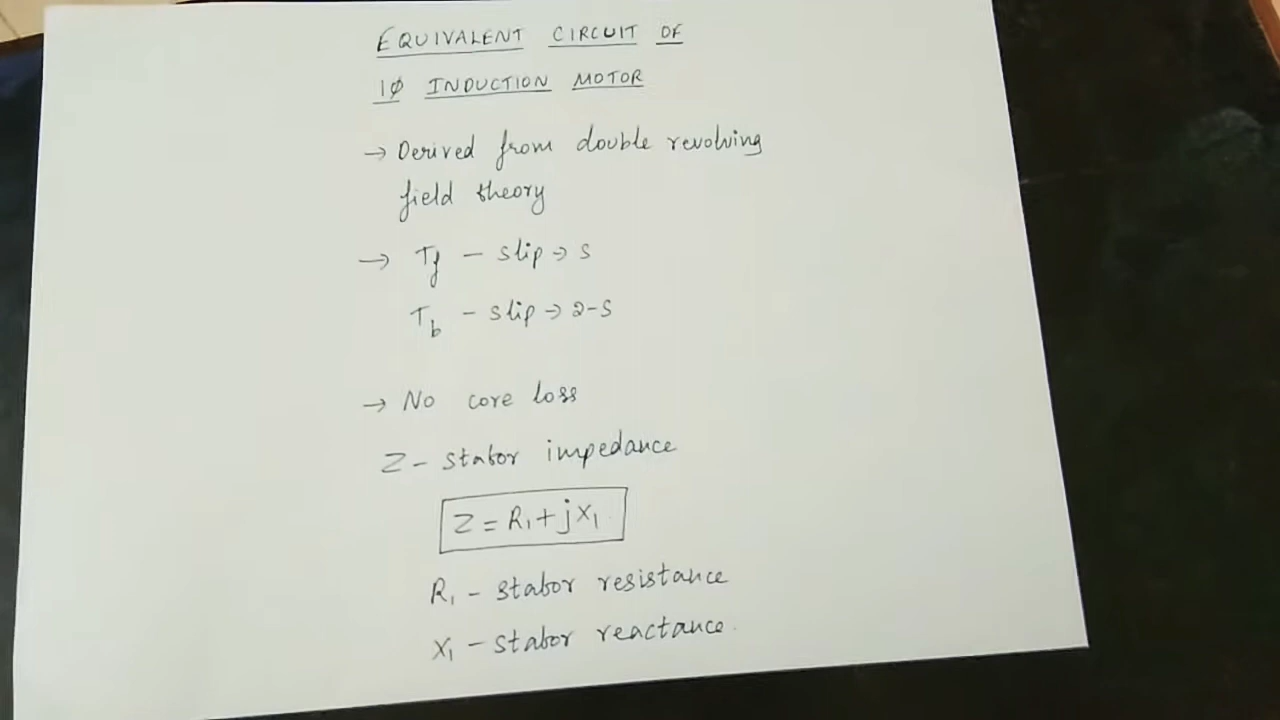 EQUIVALENT CIRCUIT OF
1φ INDUCTION MOTOR
→ Derived from double revolving
field theory
→ Tf - slip → s
Tb - slip → 2-s
→ No core loss
Z - stator impedance
Z = R1 + jX1
R1 - stator resistance
X1 - stator reactance.